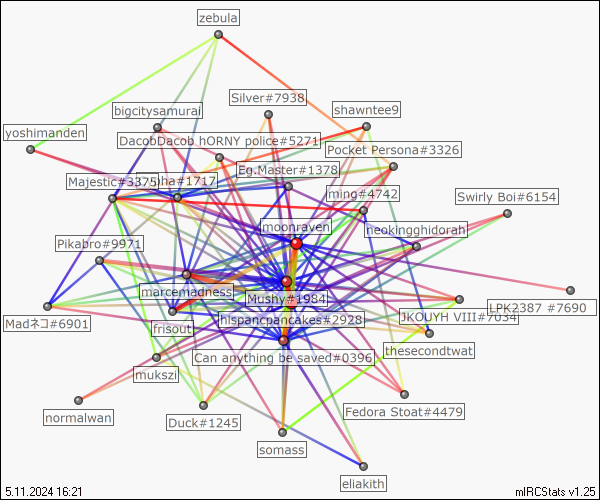 zebula
Silver#7938
bigcitysamurai
shawntee9
yoshimanden
DacobDacob hORNY police#5271
Pocket Persona#3326
Eg.Master#1378
Majestic#3375
#1717
ming#4742
Swirly Boi#6154
moonraven
neokingghidorah
Pikabro#9971
marcemadness
Mushy#1984
LPK2387 #7690
Madネコ#6901
hispancpancakes#2928
JKOUYH VIII#7034
frisout
Can anything be saved#0396
thesecondtwat
mukszi
normalwan
Duck#1245
Fedora Stoat#4479
somass
eliakith
5.11.2024 16:21
mIRCStats v1.25